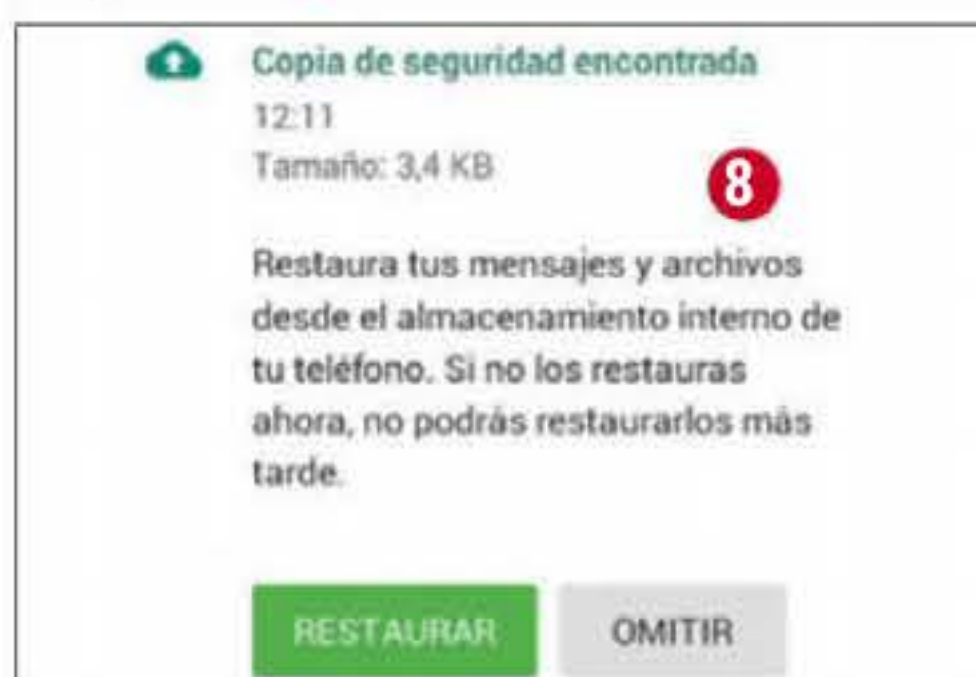 Copia de seguridad encontrada
12:11
Tamaño: 3,4 KB
8
Restaura tus mensajes y archivos
desde el almacenamiento interno de
tu teléfono. Si no los restauras
ahora, no podrás restaurarlos más
tarde.
RESTAURAR OMITIR